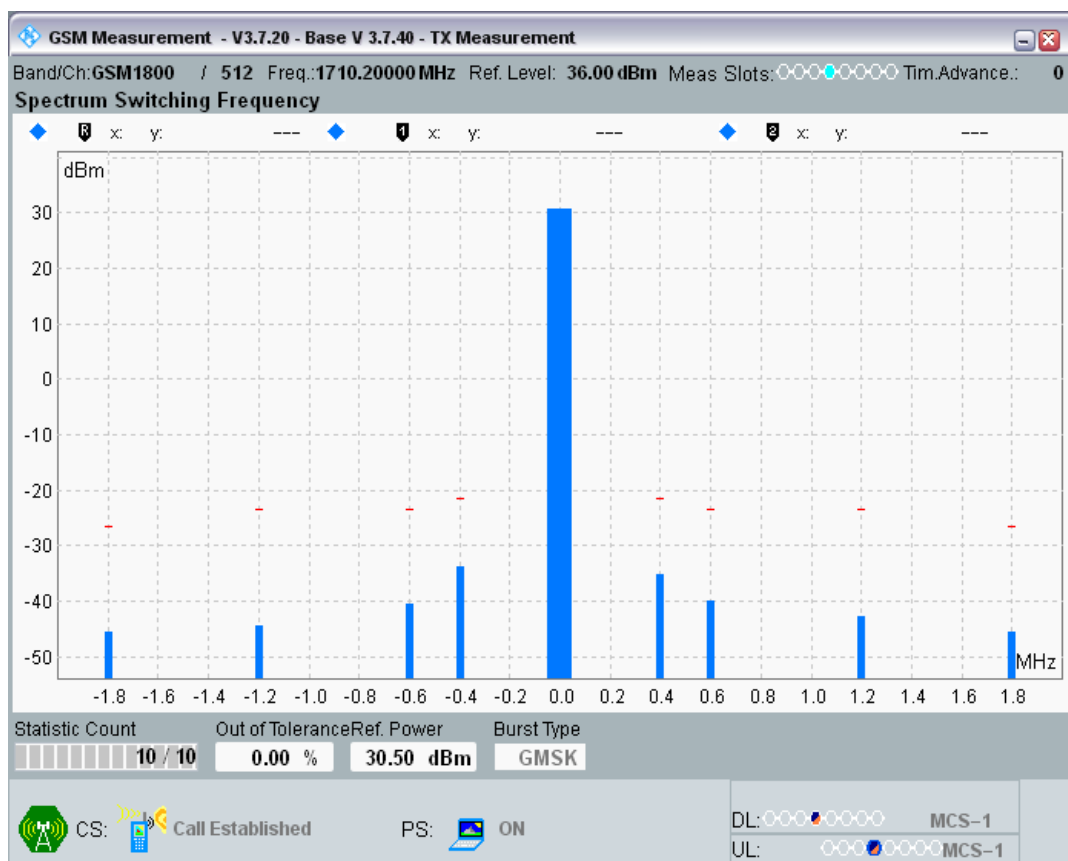 GSM Measurement - V3.7.20 - Base V 3.7.40 - TX Measurement
Band/Ch:GSM1800 / 512 Freq.:1710.20000MHz Ref. Level: 36.00dBm Meas Slots: Tim.Advance.: 0
Spectrum Switching Frequency
R x: y: --- 1 x: y: --- 2 x: y: ---
dBm
30
20
10
0
-10
-20
-30
-40
-50
MHz
-1.8 -1.6 -1.4 -1.2 -1.0 -0.8 -0.6 -0.4 -0.2 0.0 0.2 0.4 0.6 0.8 1.0 1.2 1.4 1.6 1.8
Statistic Count Out of Tolerance Ref. Power Burst Type
10 / 10 0.00 % 30.50 dBm GMSK
CS: Call Established PS: ON DL: MCS-1
UL: MCS-1